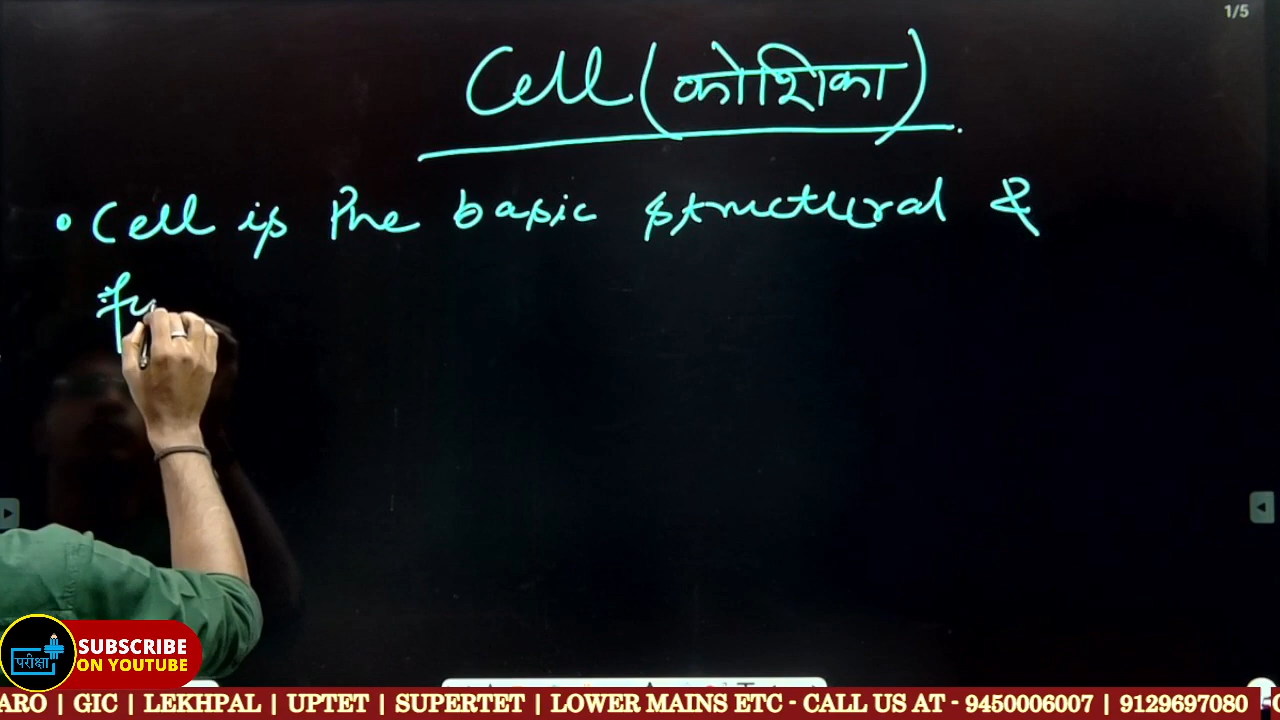 1/5
Cell (कोशिका)
• Cell is the basic structural &
fu
परीक्षा
SUBSCRIBE
ON YOUTUBE
ARO | GIC | LEKHPAL | UPTET | SUPERTET | LOWER MAINS ETC - CALL US AT - 9450006007 | 9129697080